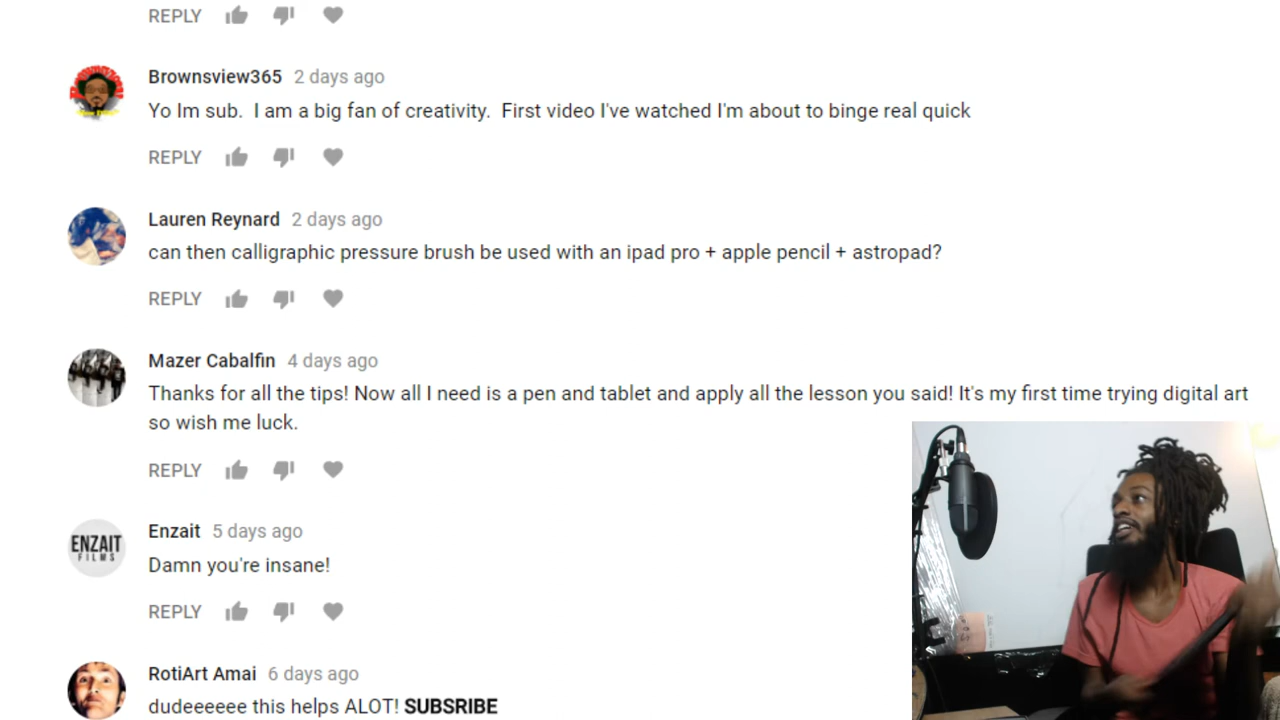 REPLY
Brownsview365 2 days ago
Yo Im sub. I am a big fan of creativity. First video I've watched I'm about to binge real quick
REPLY
Lauren Reynard 2 days ago
can then calligraphic pressure brush be used with an ipad pro + apple pencil + astropad?
REPLY
Mazer Cabalfin 4 days ago
Thanks for all the tips! Now all I need is a pen and tablet and apply all the lesson you said! It's my first time trying digital art
so wish me luck.
REPLY
ENZAIT
FILMS
Enzait 5 days ago
Damn you're insane!
REPLY
RotiArt Amai 6 days ago
dudeeeeee this helps ALOT! SUBSRIBE